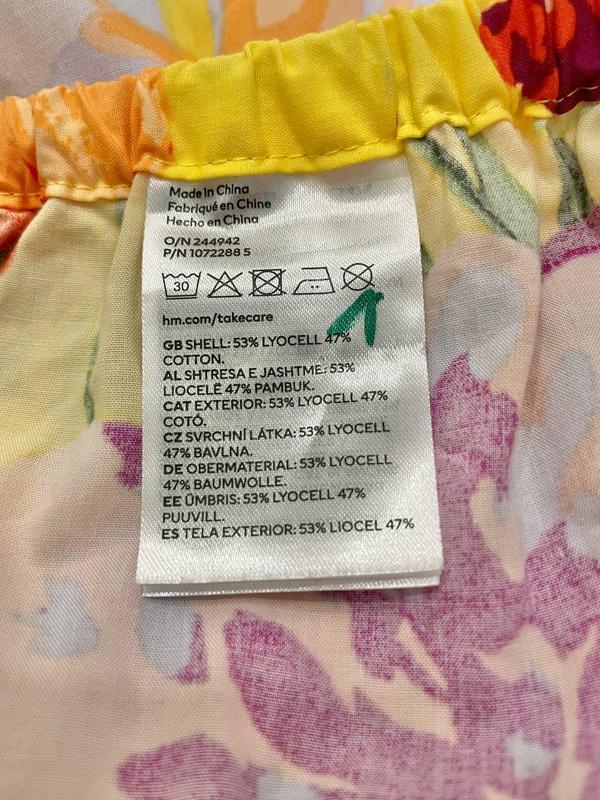 Made in China
Fabriqué en Chine
Hecho en China
O/N 244942
P/N 1072288 5
30
hm.com/takecare
GB SHELL: 53% LYOCELL 47%
COTTON.
AL SHTRESA E JASHTME: 53%
LIOCELË 47% PAMBUK.
CAT EXTERIOR: 53% LYOCELL 47%
COTÓ.
CZ SVRCHNÍ LÁTKA: 53% LYOCELL
47% BAVLNA.
DE OBERMATERIAL: 53% LYOCELL
47% BAUMWOLLE.
EE ÜMBRIS: 53% LYOCELL 47%
PUUVILL.
ES TELA EXTERIOR: 53% LIOCEL 47%